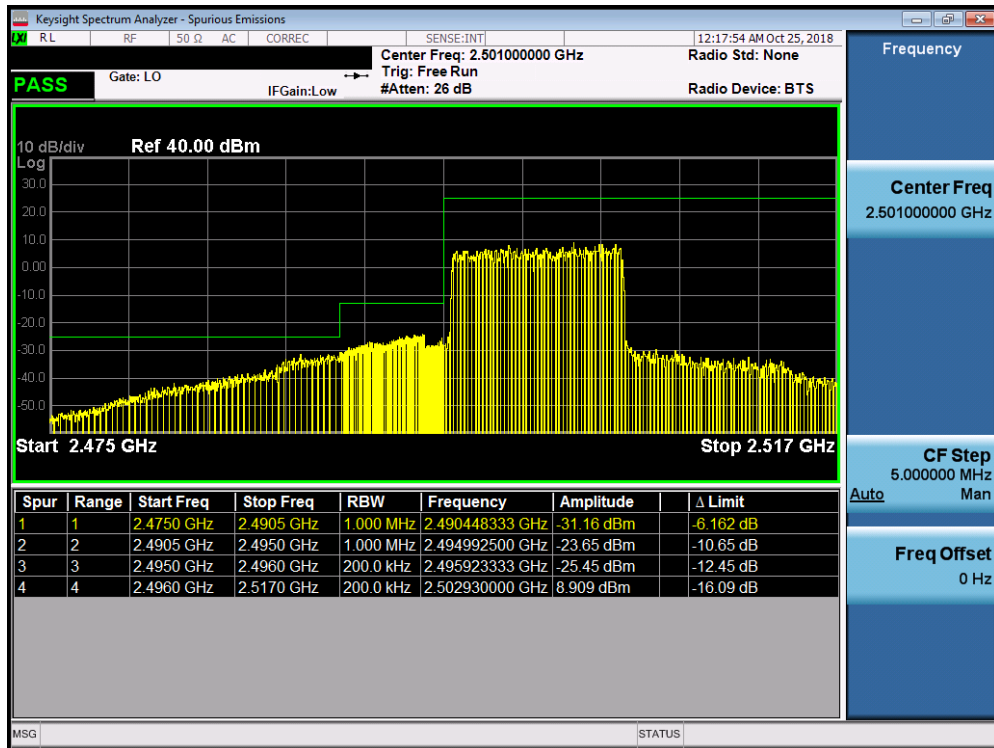 Keysight Spectrum Analyzer - Spurious Emissions
LXI RL RF 50 Ω AC CORREC SENSE:INT 12:17:54 AM Oct 25, 2018
Center Freq: 2.501000000 GHz Radio Std: None
PASS Gate: LO Trig: Free Run
IFGain:Low #Atten: 26 dB Radio Device: BTS
10 dB/div Ref 40.00 dBm
Log
30.0
20.0
10.0
0.00
-10.0
-20.0
-30.0
-40.0
-50.0
Start 2.475 GHz Stop 2.517 GHz
Spur Range Start Freq Stop Freq RBW Frequency Amplitude Δ Limit
1 1 2.4750 GHz 2.4905 GHz 1.000 MHz 2.490448333 GHz -31.16 dBm -6.162 dB
2 2 2.4905 GHz 2.4950 GHz 1.000 MHz 2.494992500 GHz -23.65 dBm -10.65 dB
3 3 2.4950 GHz 2.4960 GHz 200.0 kHz 2.495923333 GHz -25.45 dBm -12.45 dB
4 4 2.4960 GHz 2.5170 GHz 200.0 kHz 2.502930000 GHz 8.909 dBm -16.09 dB
MSG STATUS
Frequency
Center Freq
2.501000000 GHz
CF Step
5.000000 MHz
Auto Man
Freq Offset
0 Hz